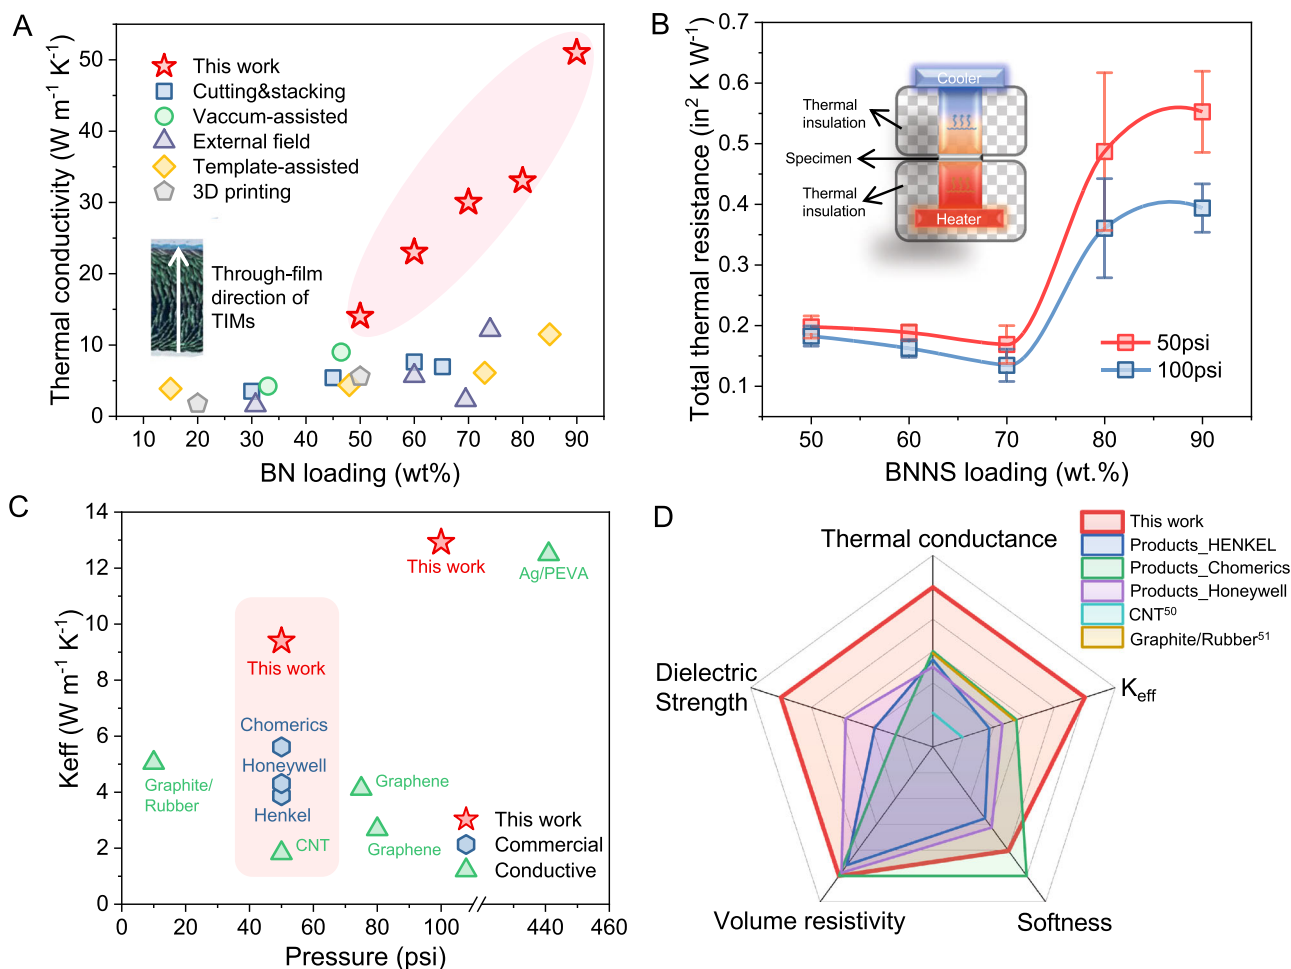 A
Thermal conductivity (W m⁻¹ K⁻¹)
50
40
30
20
10
0
This work
Cutting&stacking
Vaccum-assisted
External field
Template-assisted
3D printing
Through-film
direction of
TIMs
10 20 30 40 50 60 70 80 90
BN loading (wt%)
B
Total thermal resistance (in² K W⁻¹)
0.7
0.6
0.5
0.4
0.3
0.2
0.1
Cooler
Thermal
insulation
Specimen
Thermal
insulation
Heater
50psi
100psi
50 60 70 80 90
BNNS loading (wt.%)
C
Keff (W m⁻¹ K⁻¹)
14
12
10
8
6
4
2
0
This work
Ag/PEVA
This work
Chomerics
Honeywell
Henkel
Graphite/
Rubber
Graphene
Graphene
CNT
This work
Commercial
Conductive
0 20 40 60 80 100 440 460
Pressure (psi)
D
This work
Products_HENKEL
Products_Chomerics
Products_Honeywell
CNT⁵⁰
Graphite/Rubber⁵¹
Thermal conductance
Dielectric
Strength
Keff
Volume resistivity
Softness